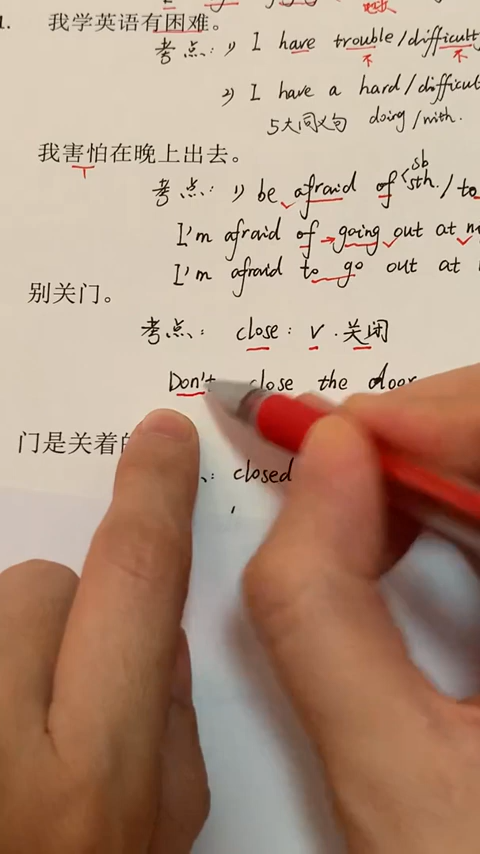 1. 我学英语有困难。
考点: 1) I have trouble/difficulty
不 不
2) I have a hard/difficult
5大同义句 doing/with.
我害怕在晚上出去。
sb
考点: 1) be afraid of sth. / to
I'm afraid of → going out at
I'm afraid to go out at
别关门。
考点: close: v. 关闭
Don't close the door
门是关着
: closed